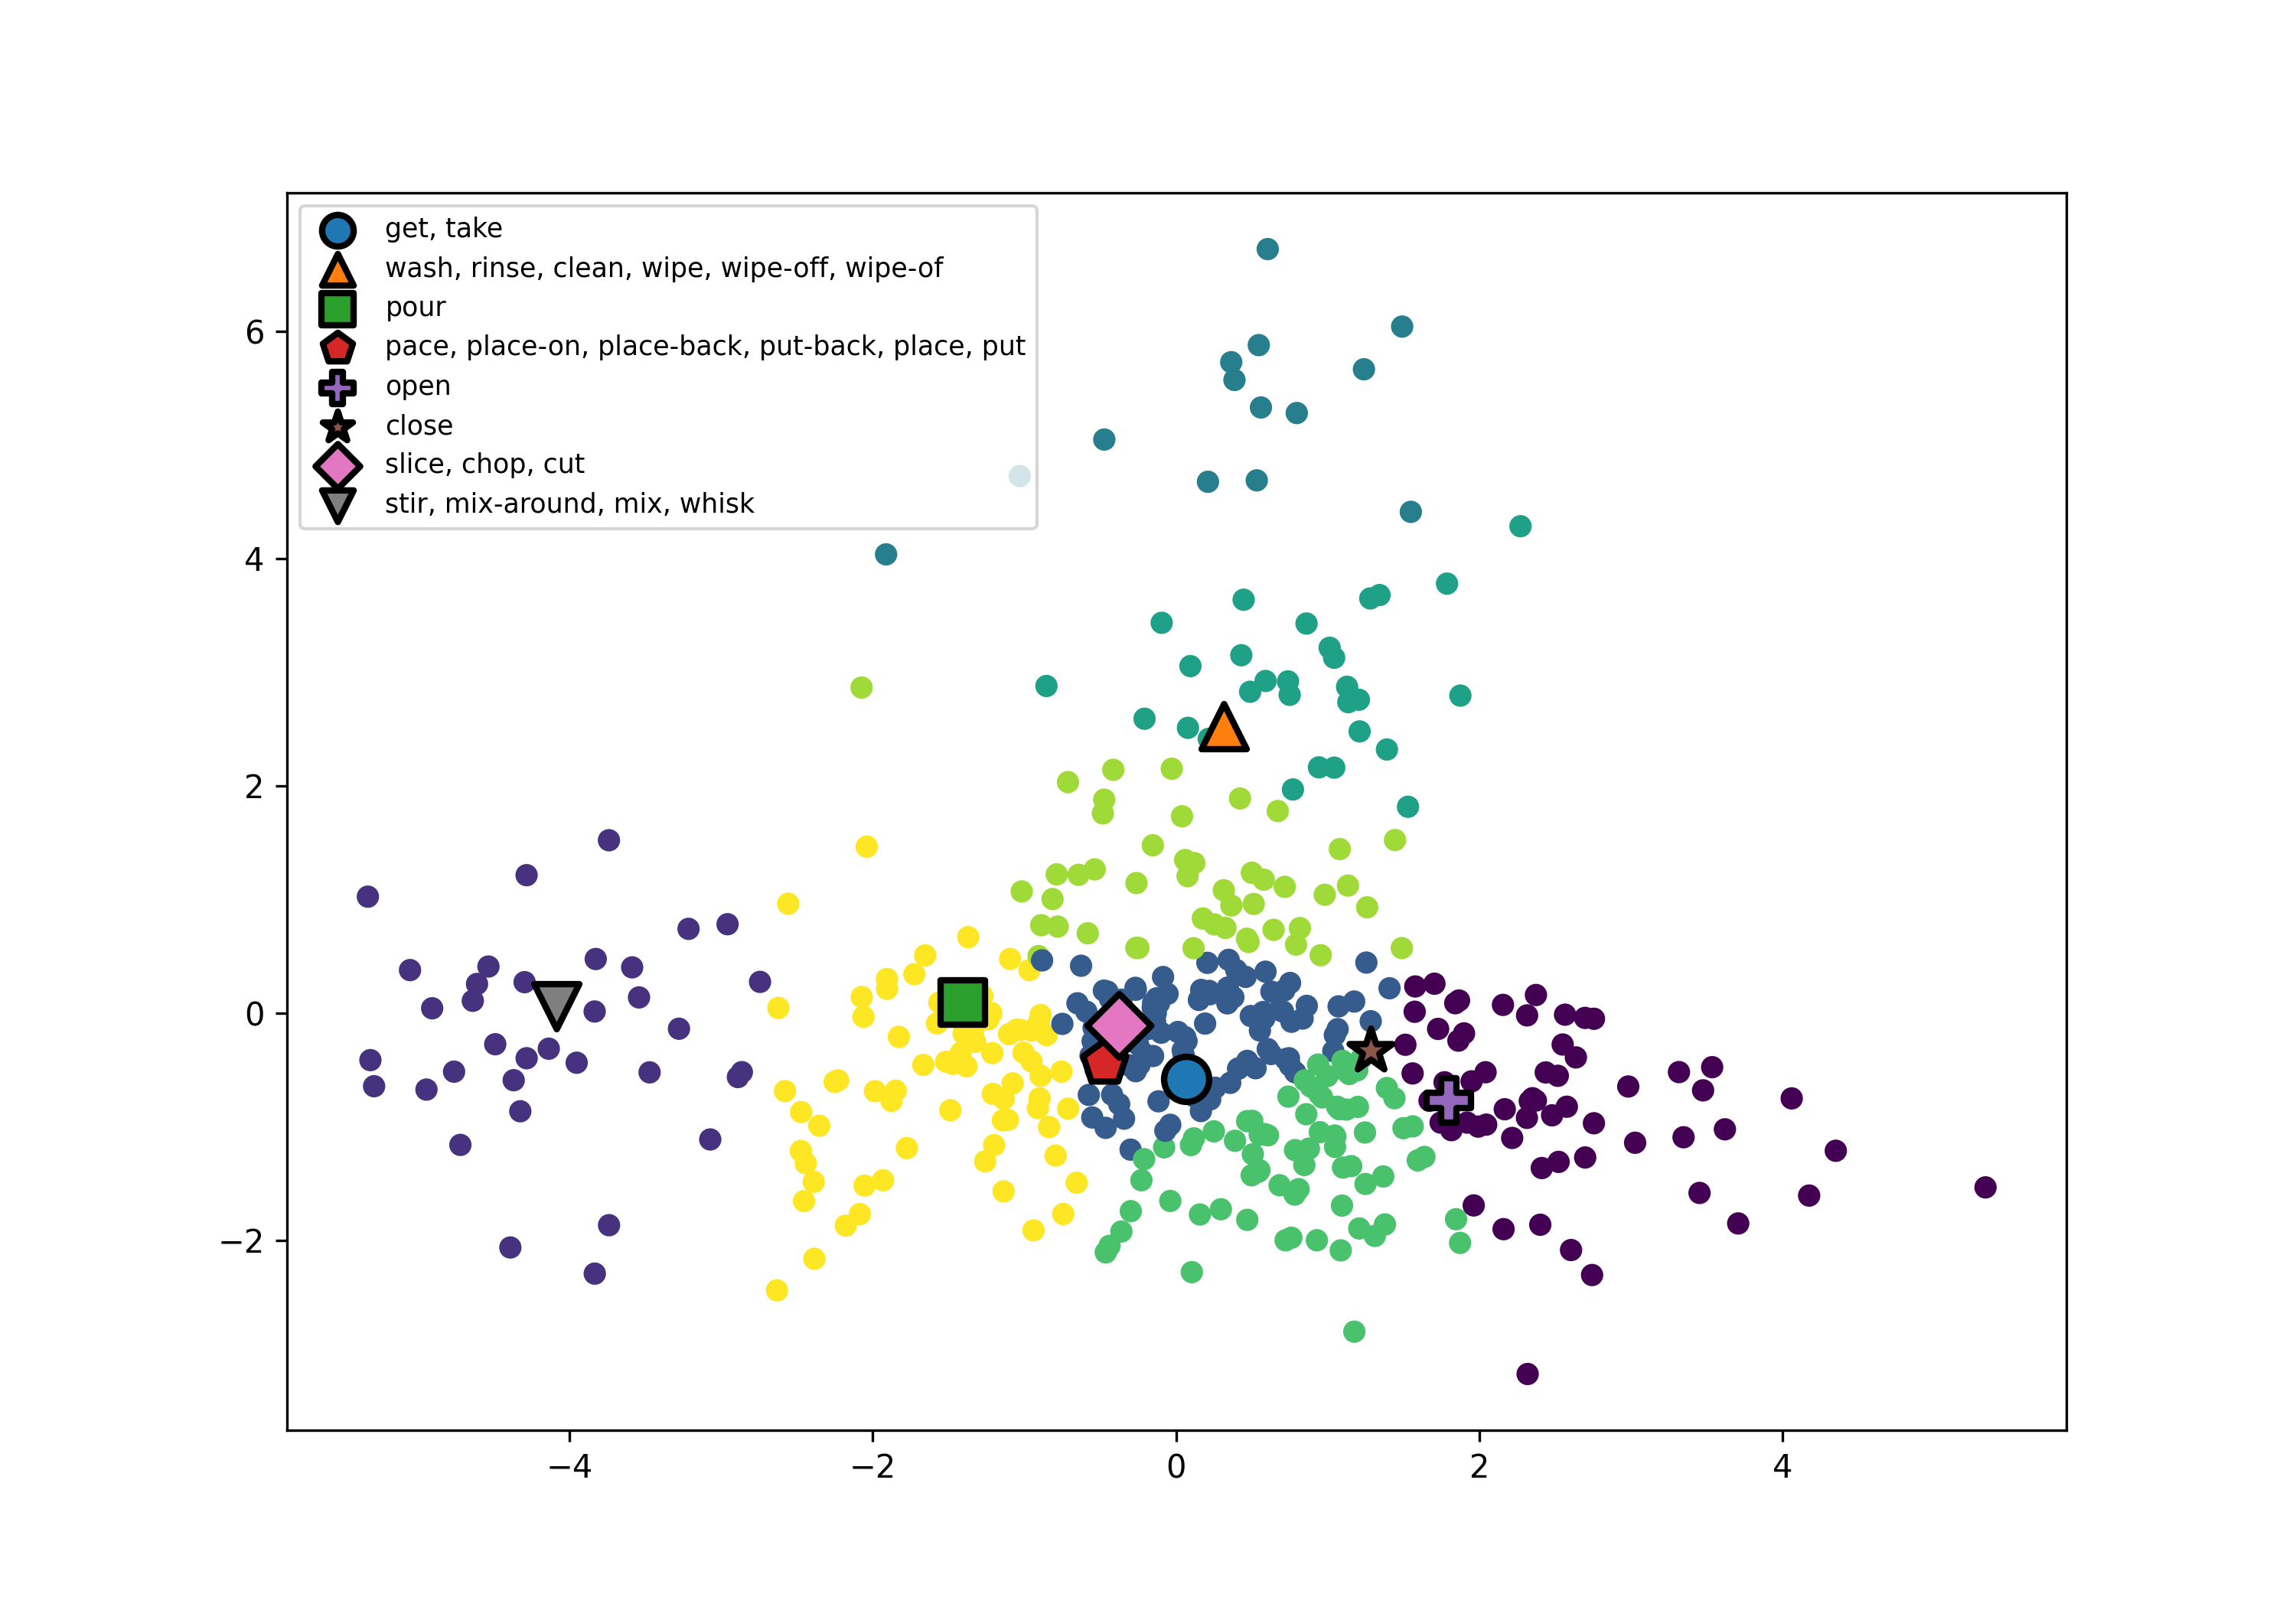 get, take
wash, rinse, clean, wipe, wipe-off, wipe-of
pour
pace, place-on, place-back, put-back, place, put
open
close
slice, chop, cut
stir, mix-around, mix, whisk
6
4
2
0
−2
−4 −2 0 2 4